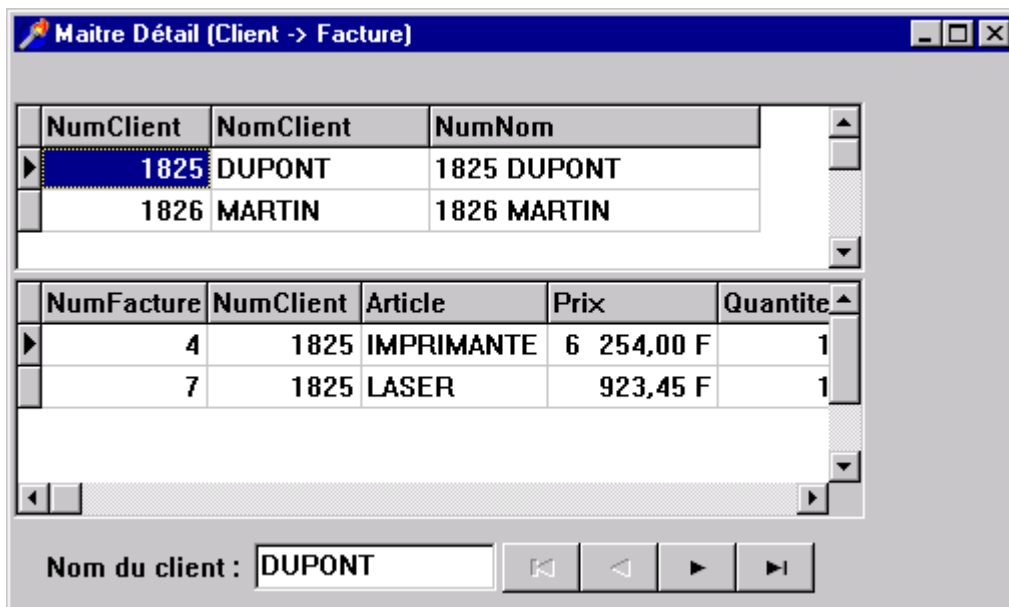 Maitre Détail (Client -> Facture)
NumClient NomClient NumNom
1825 DUPONT 1825 DUPONT
1826 MARTIN 1826 MARTIN
NumFacture NumClient Article Prix Quantite
4 1825 IMPRIMANTE 6 254,00 F 1
7 1825 LASER 923,45 F 1
Nom du client : DUPONT